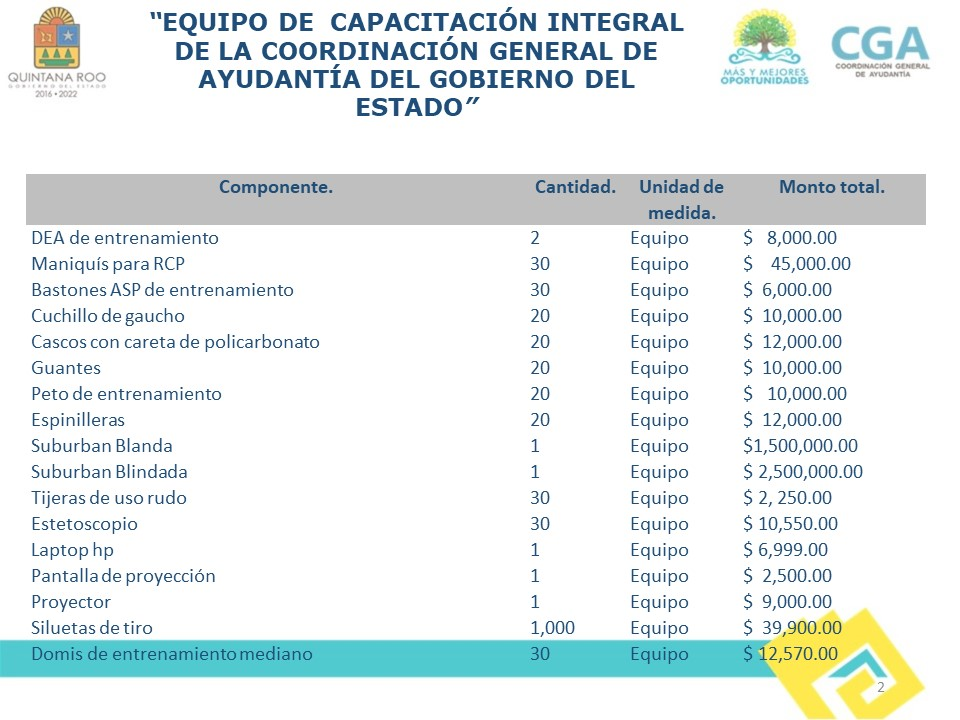 “EQUIPO DE CAPACITACIÓN INTEGRAL
DE LA COORDINACIÓN GENERAL DE
AYUDANTÍA DEL GOBIERNO DEL
ESTADO”
QUINTANA ROO
GOBIERNO DEL ESTADO
2016 • 2022
MÁS Y MEJORES
OPORTUNIDADES
CGA
COORDINACIÓN GENERAL
DE AYUDANTÍA
Componente. Cantidad. Unidad de medida. Monto total.
DEA de entrenamiento 2 Equipo $ 8,000.00
Maniquís para RCP 30 Equipo $ 45,000.00
Bastones ASP de entrenamiento 30 Equipo $ 6,000.00
Cuchillo de gaucho 20 Equipo $ 10,000.00
Cascos con careta de policarbonato 20 Equipo $ 12,000.00
Guantes 20 Equipo $ 10,000.00
Peto de entrenamiento 20 Equipo $ 10,000.00
Espinilleras 20 Equipo $ 12,000.00
Suburban Blanda 1 Equipo $1,500,000.00
Suburban Blindada 1 Equipo $ 2,500,000.00
Tijeras de uso rudo 30 Equipo $ 2, 250.00
Estetoscopio 30 Equipo $ 10,550.00
Laptop hp 1 Equipo $ 6,999.00
Pantalla de proyección 1 Equipo $ 2,500.00
Proyector 1 Equipo $ 9,000.00
Siluetas de tiro 1,000 Equipo $ 39,900.00
Domis de entrenamiento mediano 30 Equipo $ 12,570.00
2